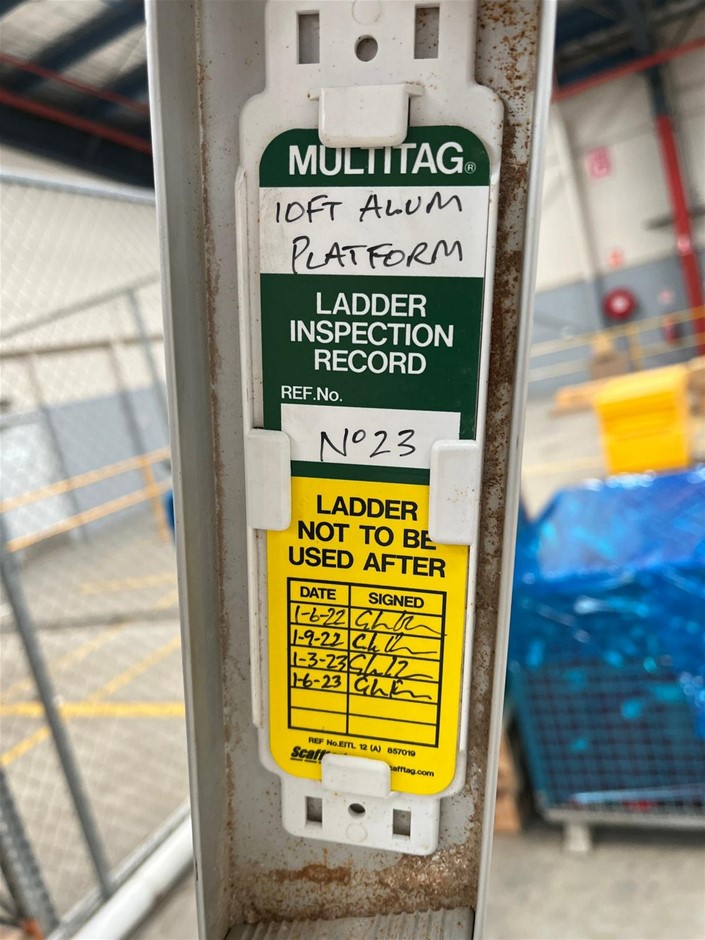 MULTITAG®
10FT ALUM
PLATFORM
LADDER
INSPECTION
RECORD
REF.No.
Nº23
LADDER
NOT TO BE
USED AFTER
DATE SIGNED
1-6-22
1-9-22
1-3-23
1-6-23
REF No.EITL 12 (A) 857019